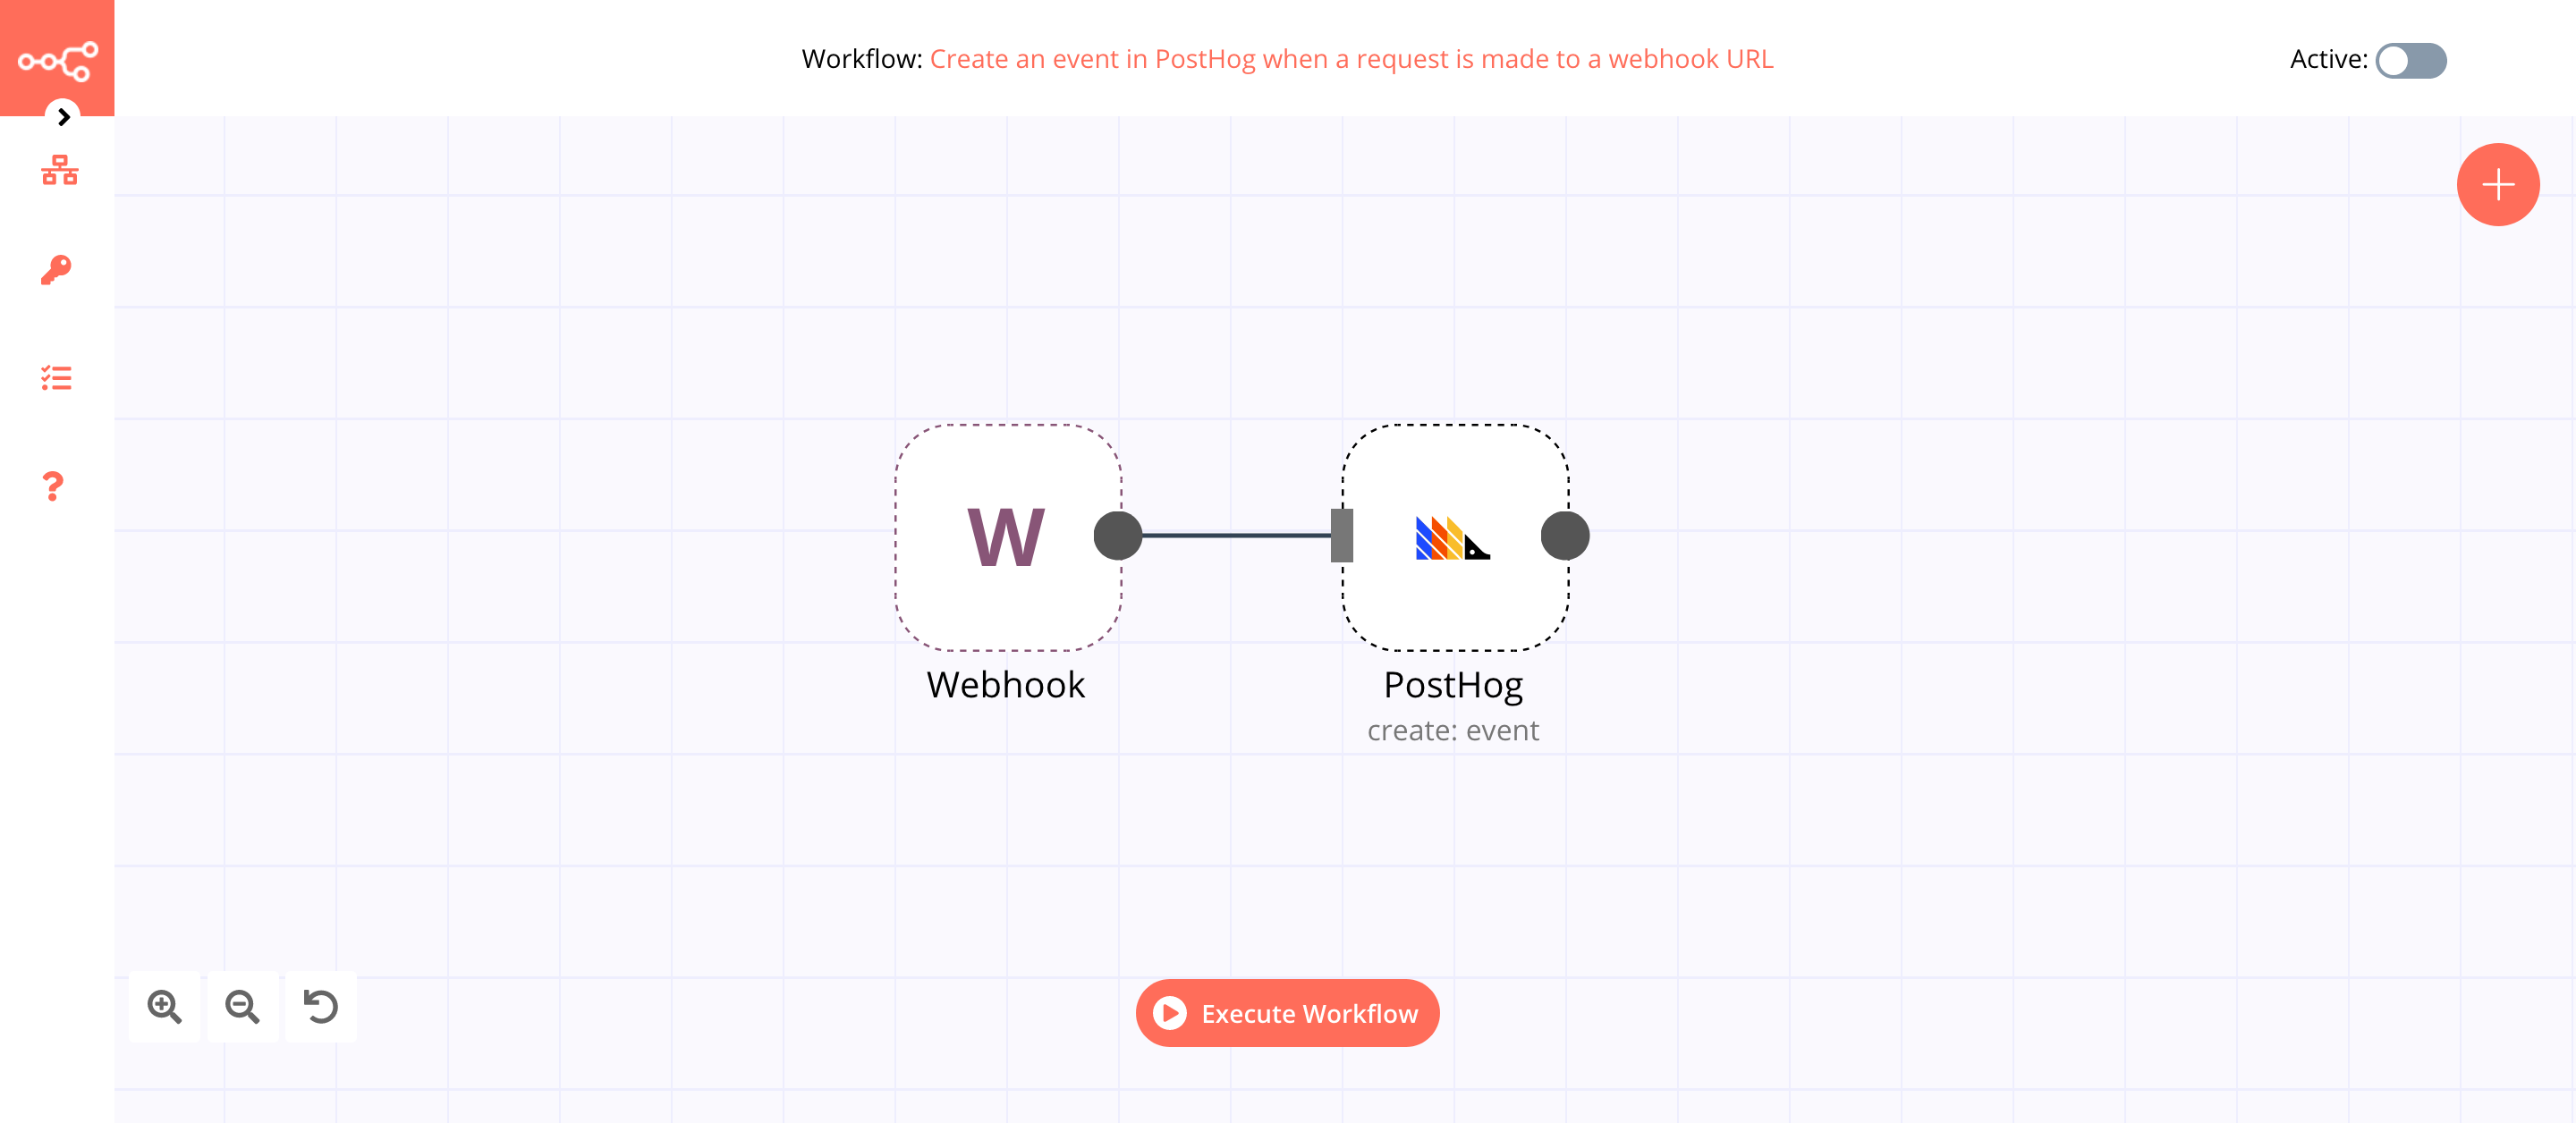 Workflow: Create an event in PostHog when a request is made to a webhook URL
Active:
W
Webhook
PostHog
create: event
Execute Workflow